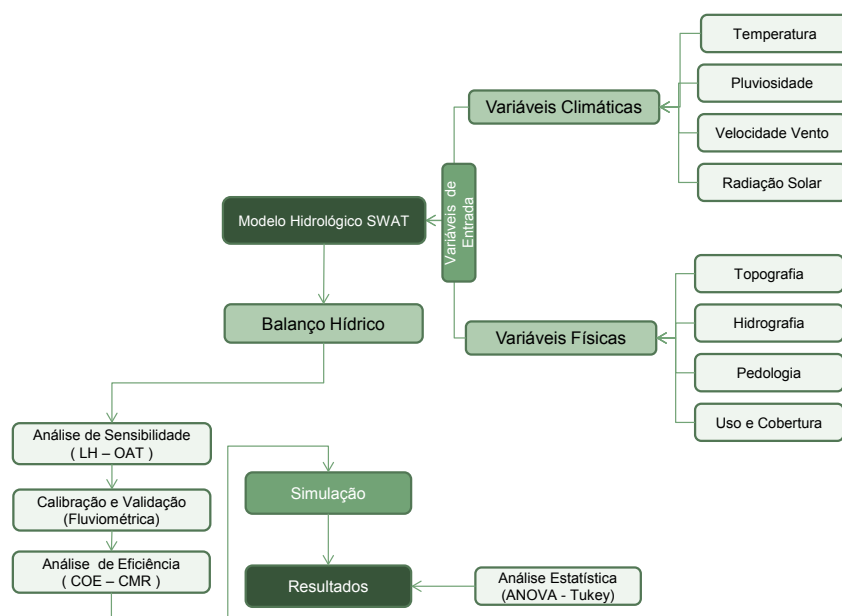 Temperatura
Pluviosidade
Velocidade Vento
Radiação Solar
Variáveis Climáticas
Variáveis de
Entrada
Modelo Hidrológico SWAT
Topografia
Hidrografia
Pedologia
Uso e Cobertura
Variáveis Físicas
Balanço Hídrico
Análise de Sensibilidade
( LH – OAT )
Calibração e Validação
(Fluviométrica)
Análise de Eficiência
( COE – CMR )
Simulação
Resultados
Análise Estatística
(ANOVA - Tukey)